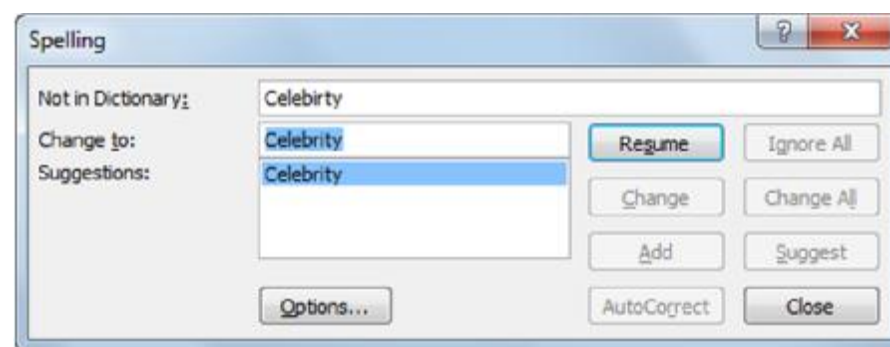 Spelling
?
Not in Dictionary: Celebirty
Change to: Celebrity Resume Ignore All
Suggestions: Celebrity
Change Change All
Add Suggest
Options... AutoCorrect Close